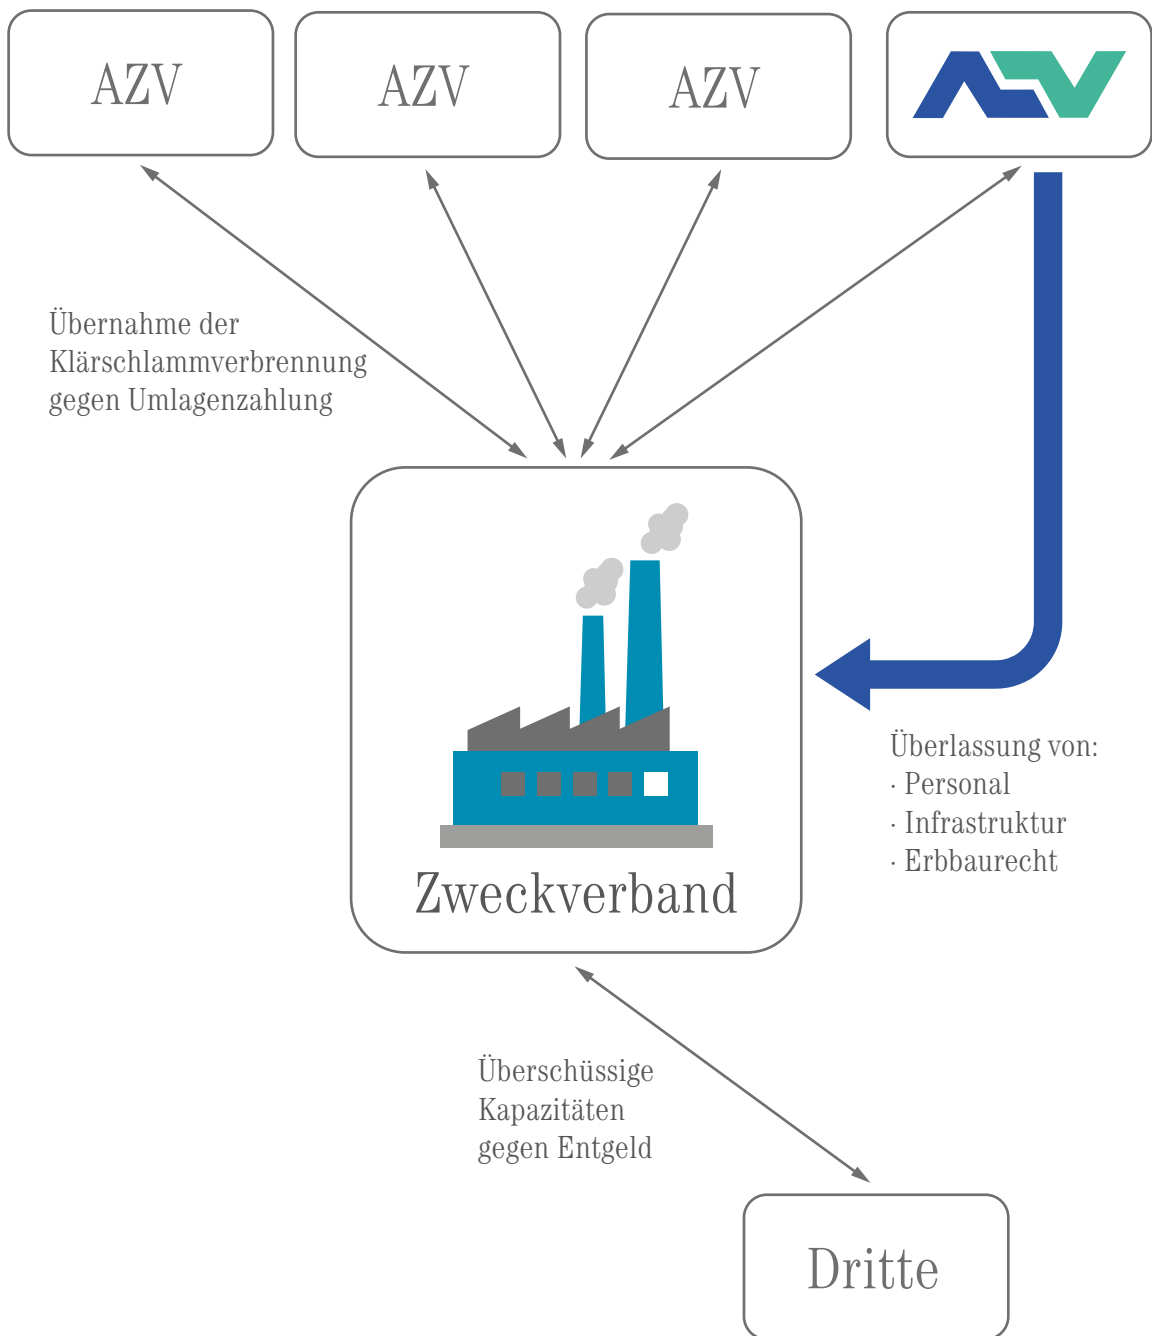 AZV
AZV
AZV
AZV
Übernahme der
Klärschlammverbrennung
gegen Umlagenzahlung
Zweckverband
Überlassung von:
· Personal
· Infrastruktur
· Erbbaurecht
Überschüssige
Kapazitäten
gegen Entgeld
Dritte